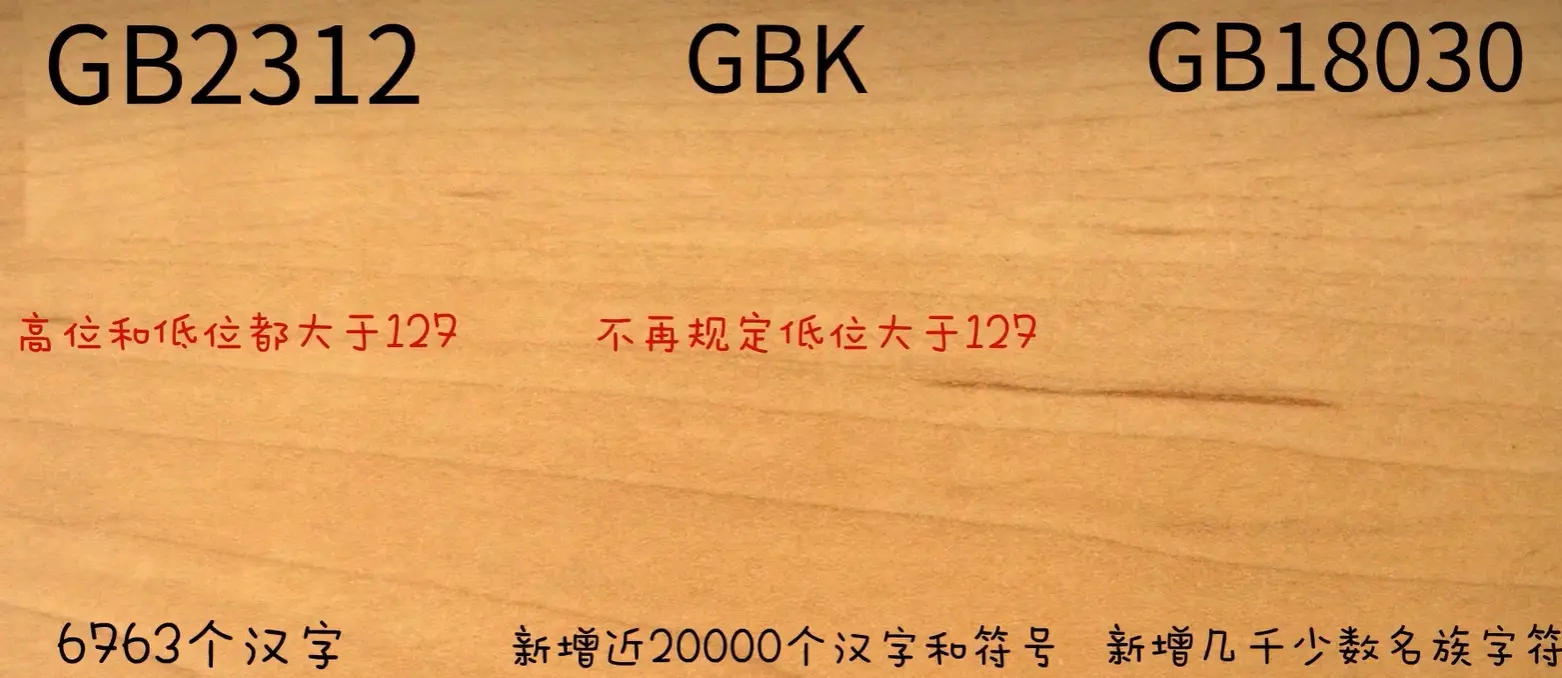 GB2312 GBK GB18030
高位和低位都大于127 不再规定低位大于127
6763个汉字 新增近20000个汉字和符号 新增几千少数名族字符